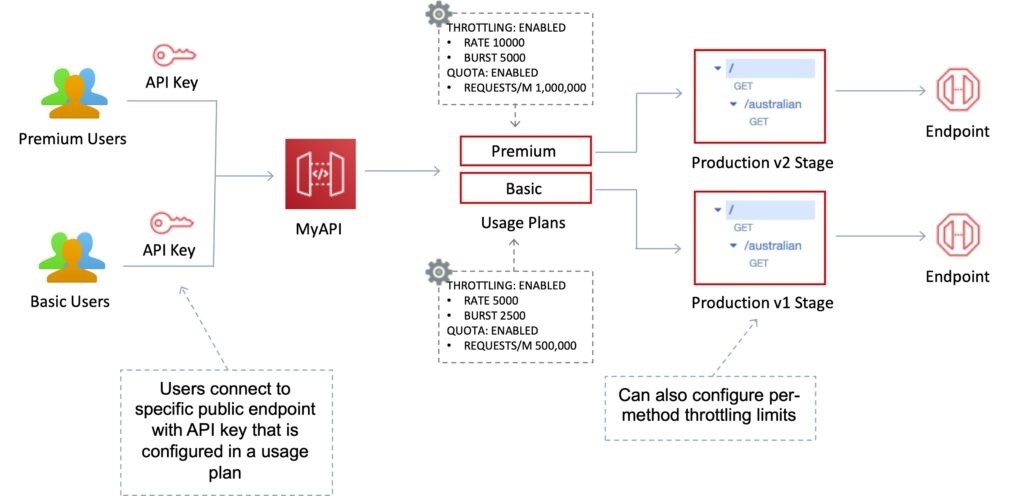 THROTTLING: ENABLED
• RATE 10000
• BURST 5000
QUOTA: ENABLED
• REQUESTS/M 1,000,000
API Key
Premium Users
/
GET
/australian
GET
Production v2 Stage
Endpoint
Premium
Basic
Usage Plans
MyAPI
API Key
Basic Users
/
GET
/australian
GET
Production v1 Stage
Endpoint
THROTTLING: ENABLED
• RATE 5000
• BURST 2500
QUOTA: ENABLED
• REQUESTS/M 500,000
Users connect to
specific public endpoint
with API key that is
configured in a usage
plan
Can also configure per-
method throttling limits